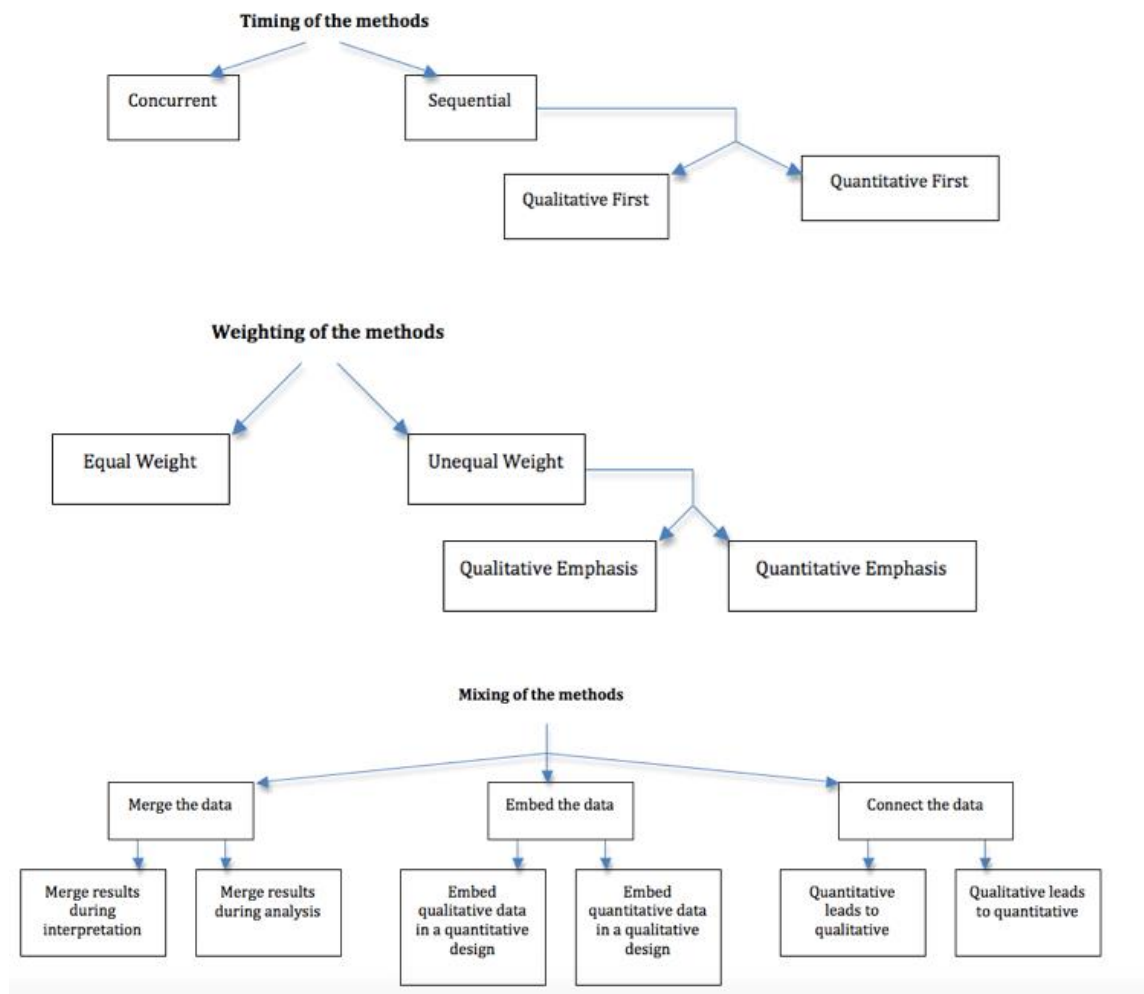 Timing of the methods
Concurrent
Sequential
Qualitative First
Quantitative First
Weighting of the methods
Equal Weight
Unequal Weight
Qualitative Emphasis
Quantitative Emphasis
Mixing of the methods
Merge the data
Embed the data
Connect the data
Merge results
during
interpretation
Merge results
during analysis
Embed
qualitative data
in a quantitative
design
Embed
quantitative data
in a qualitative
design
Quantitative
leads to
qualitative
Qualitative leads
to quantitative